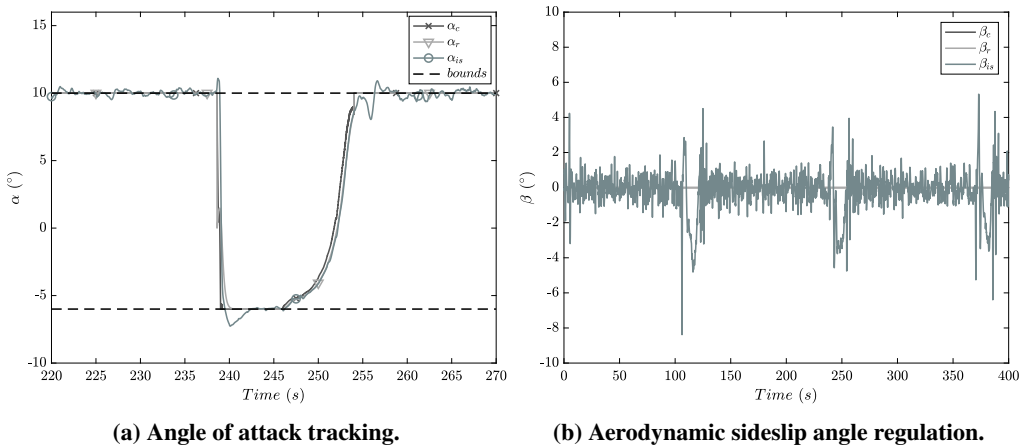 15
10
5
0
-5
-10
α (°)
220 225 230 235 240 245 250 255 260 265 270
Time (s)
α_c
α_r
α_is
bounds
(a) Angle of attack tracking.
10
8
6
4
2
0
-2
-4
-6
-8
-10
β (°)
0 50 100 150 200 250 300 350 400
Time (s)
β_c
β_r
β_is
(b) Aerodynamic sideslip angle regulation.